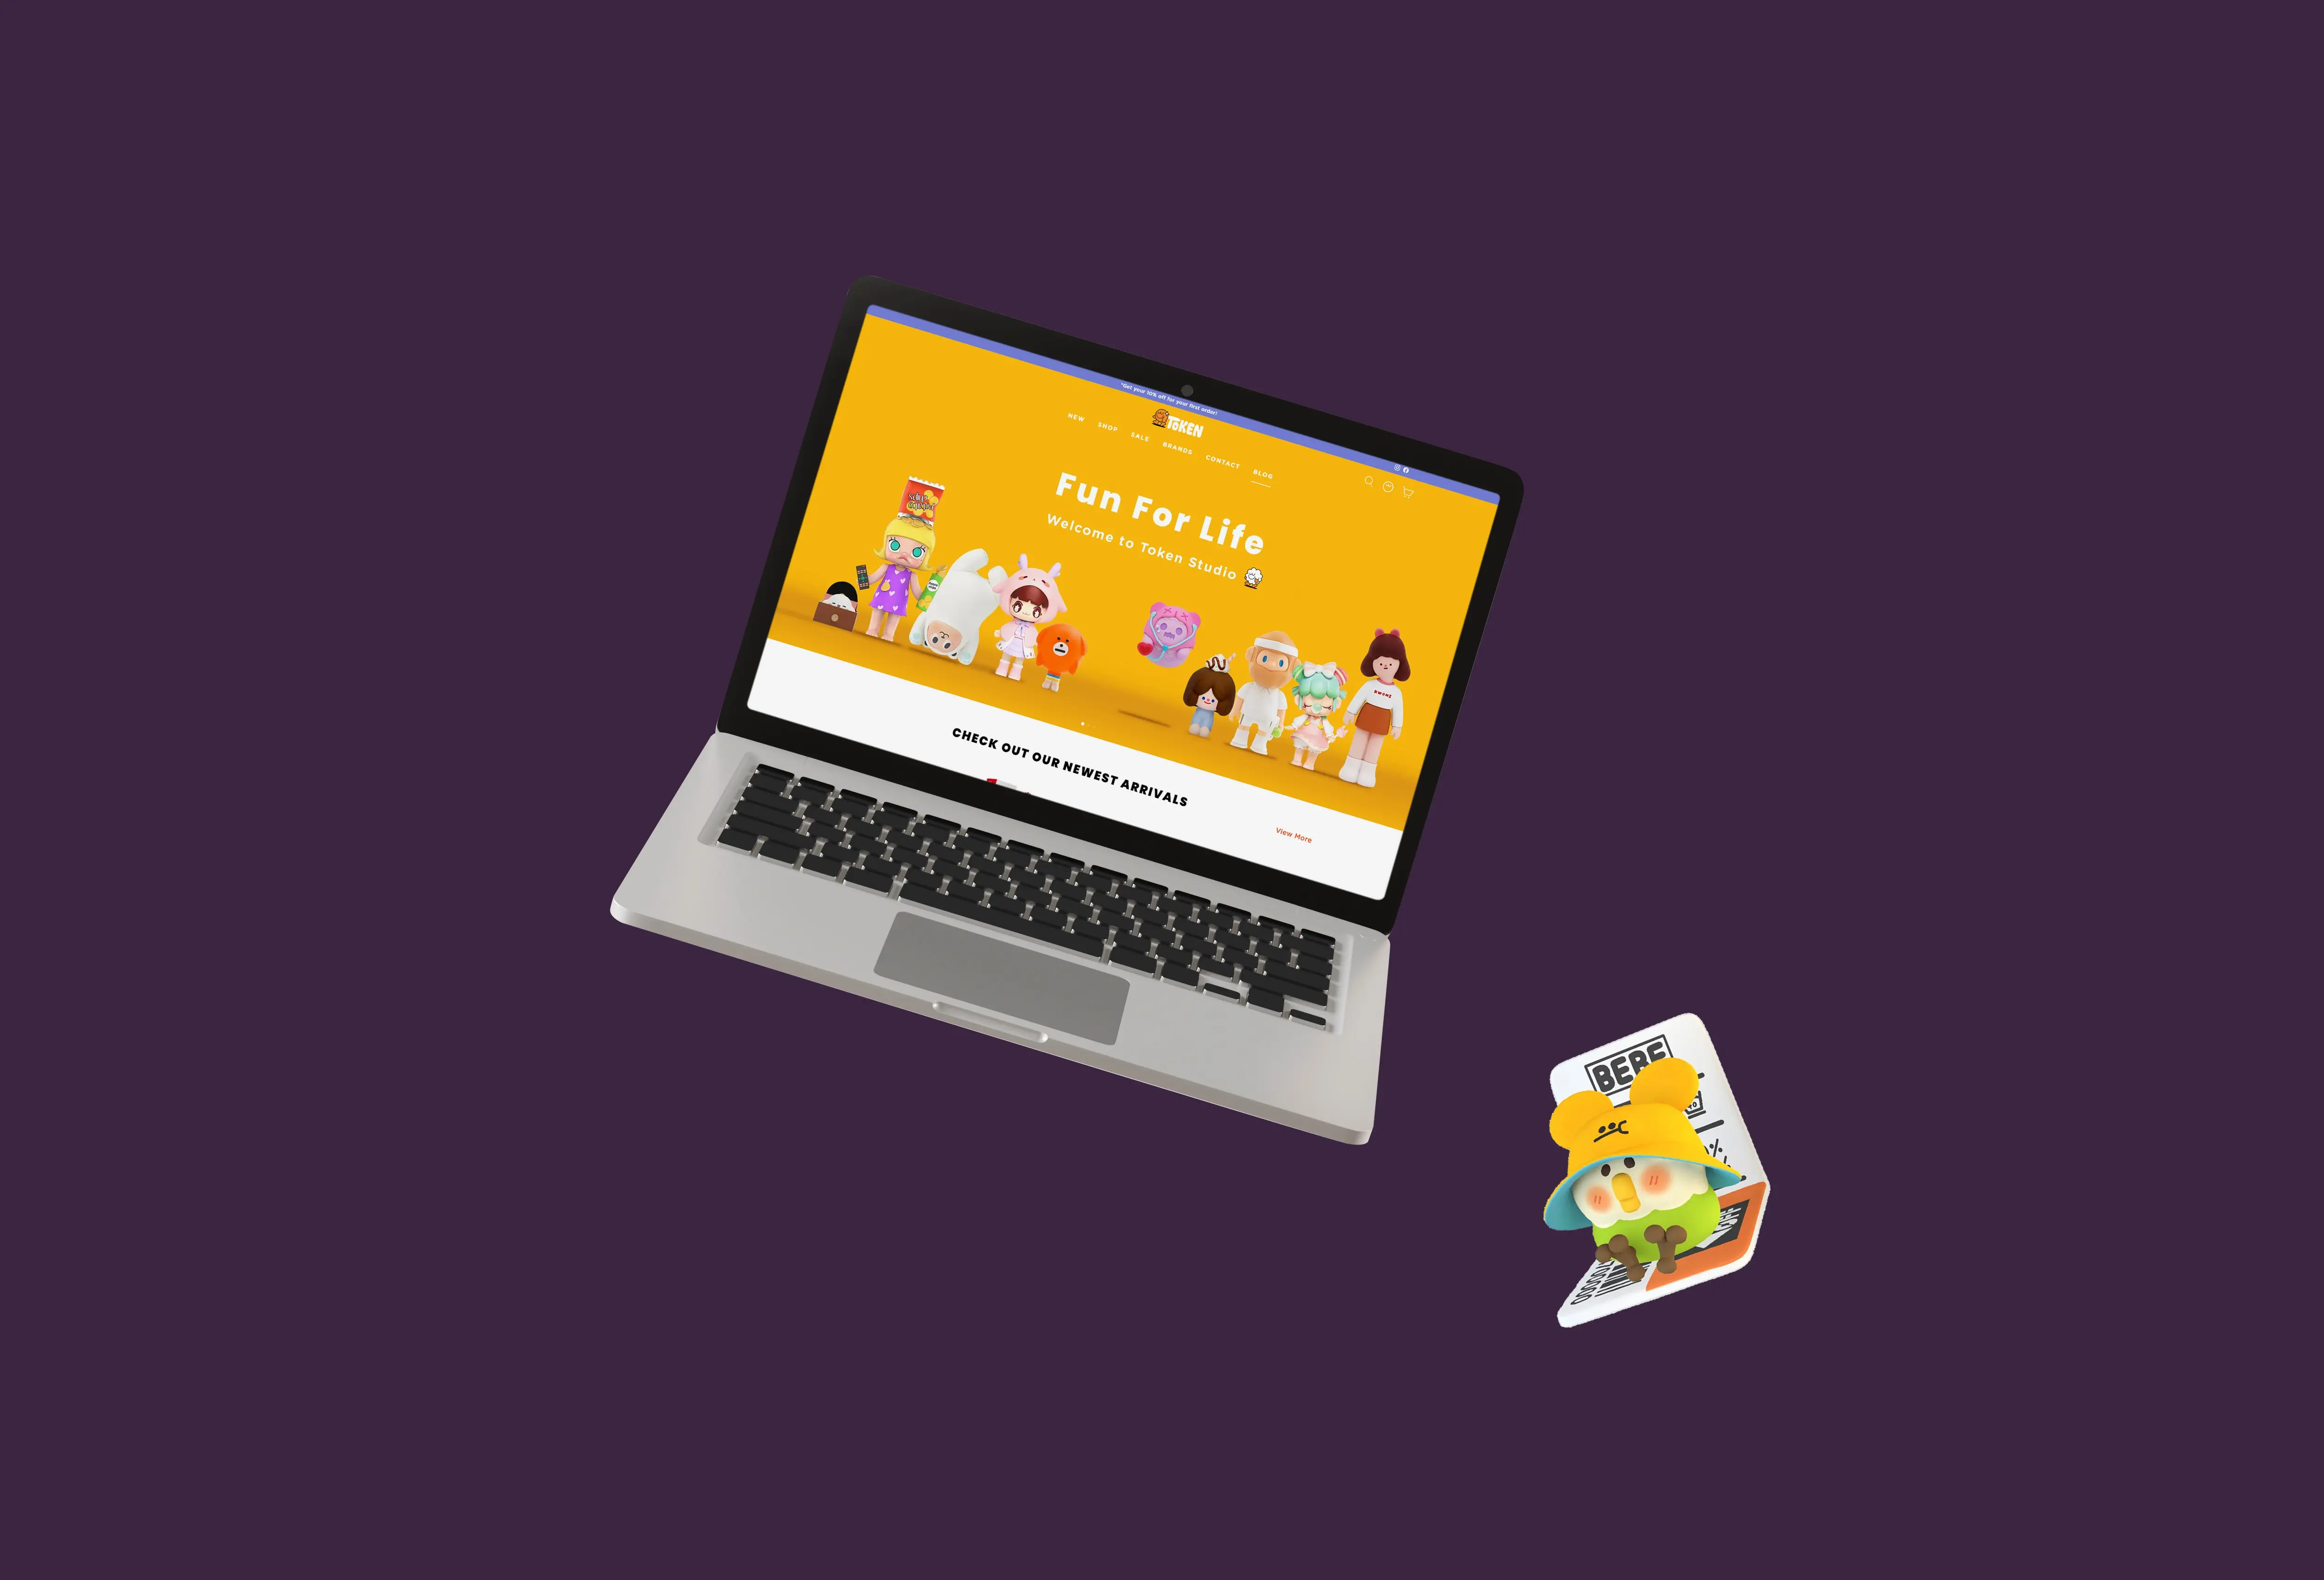 *Get your 10% off for your first order!
TOKEN
NEW SHOP SALE BRANDS CONTACT BLOG
Fun For Life
Welcome to Token Studio
CHECK OUT OUR NEWEST ARRIVALS
View More